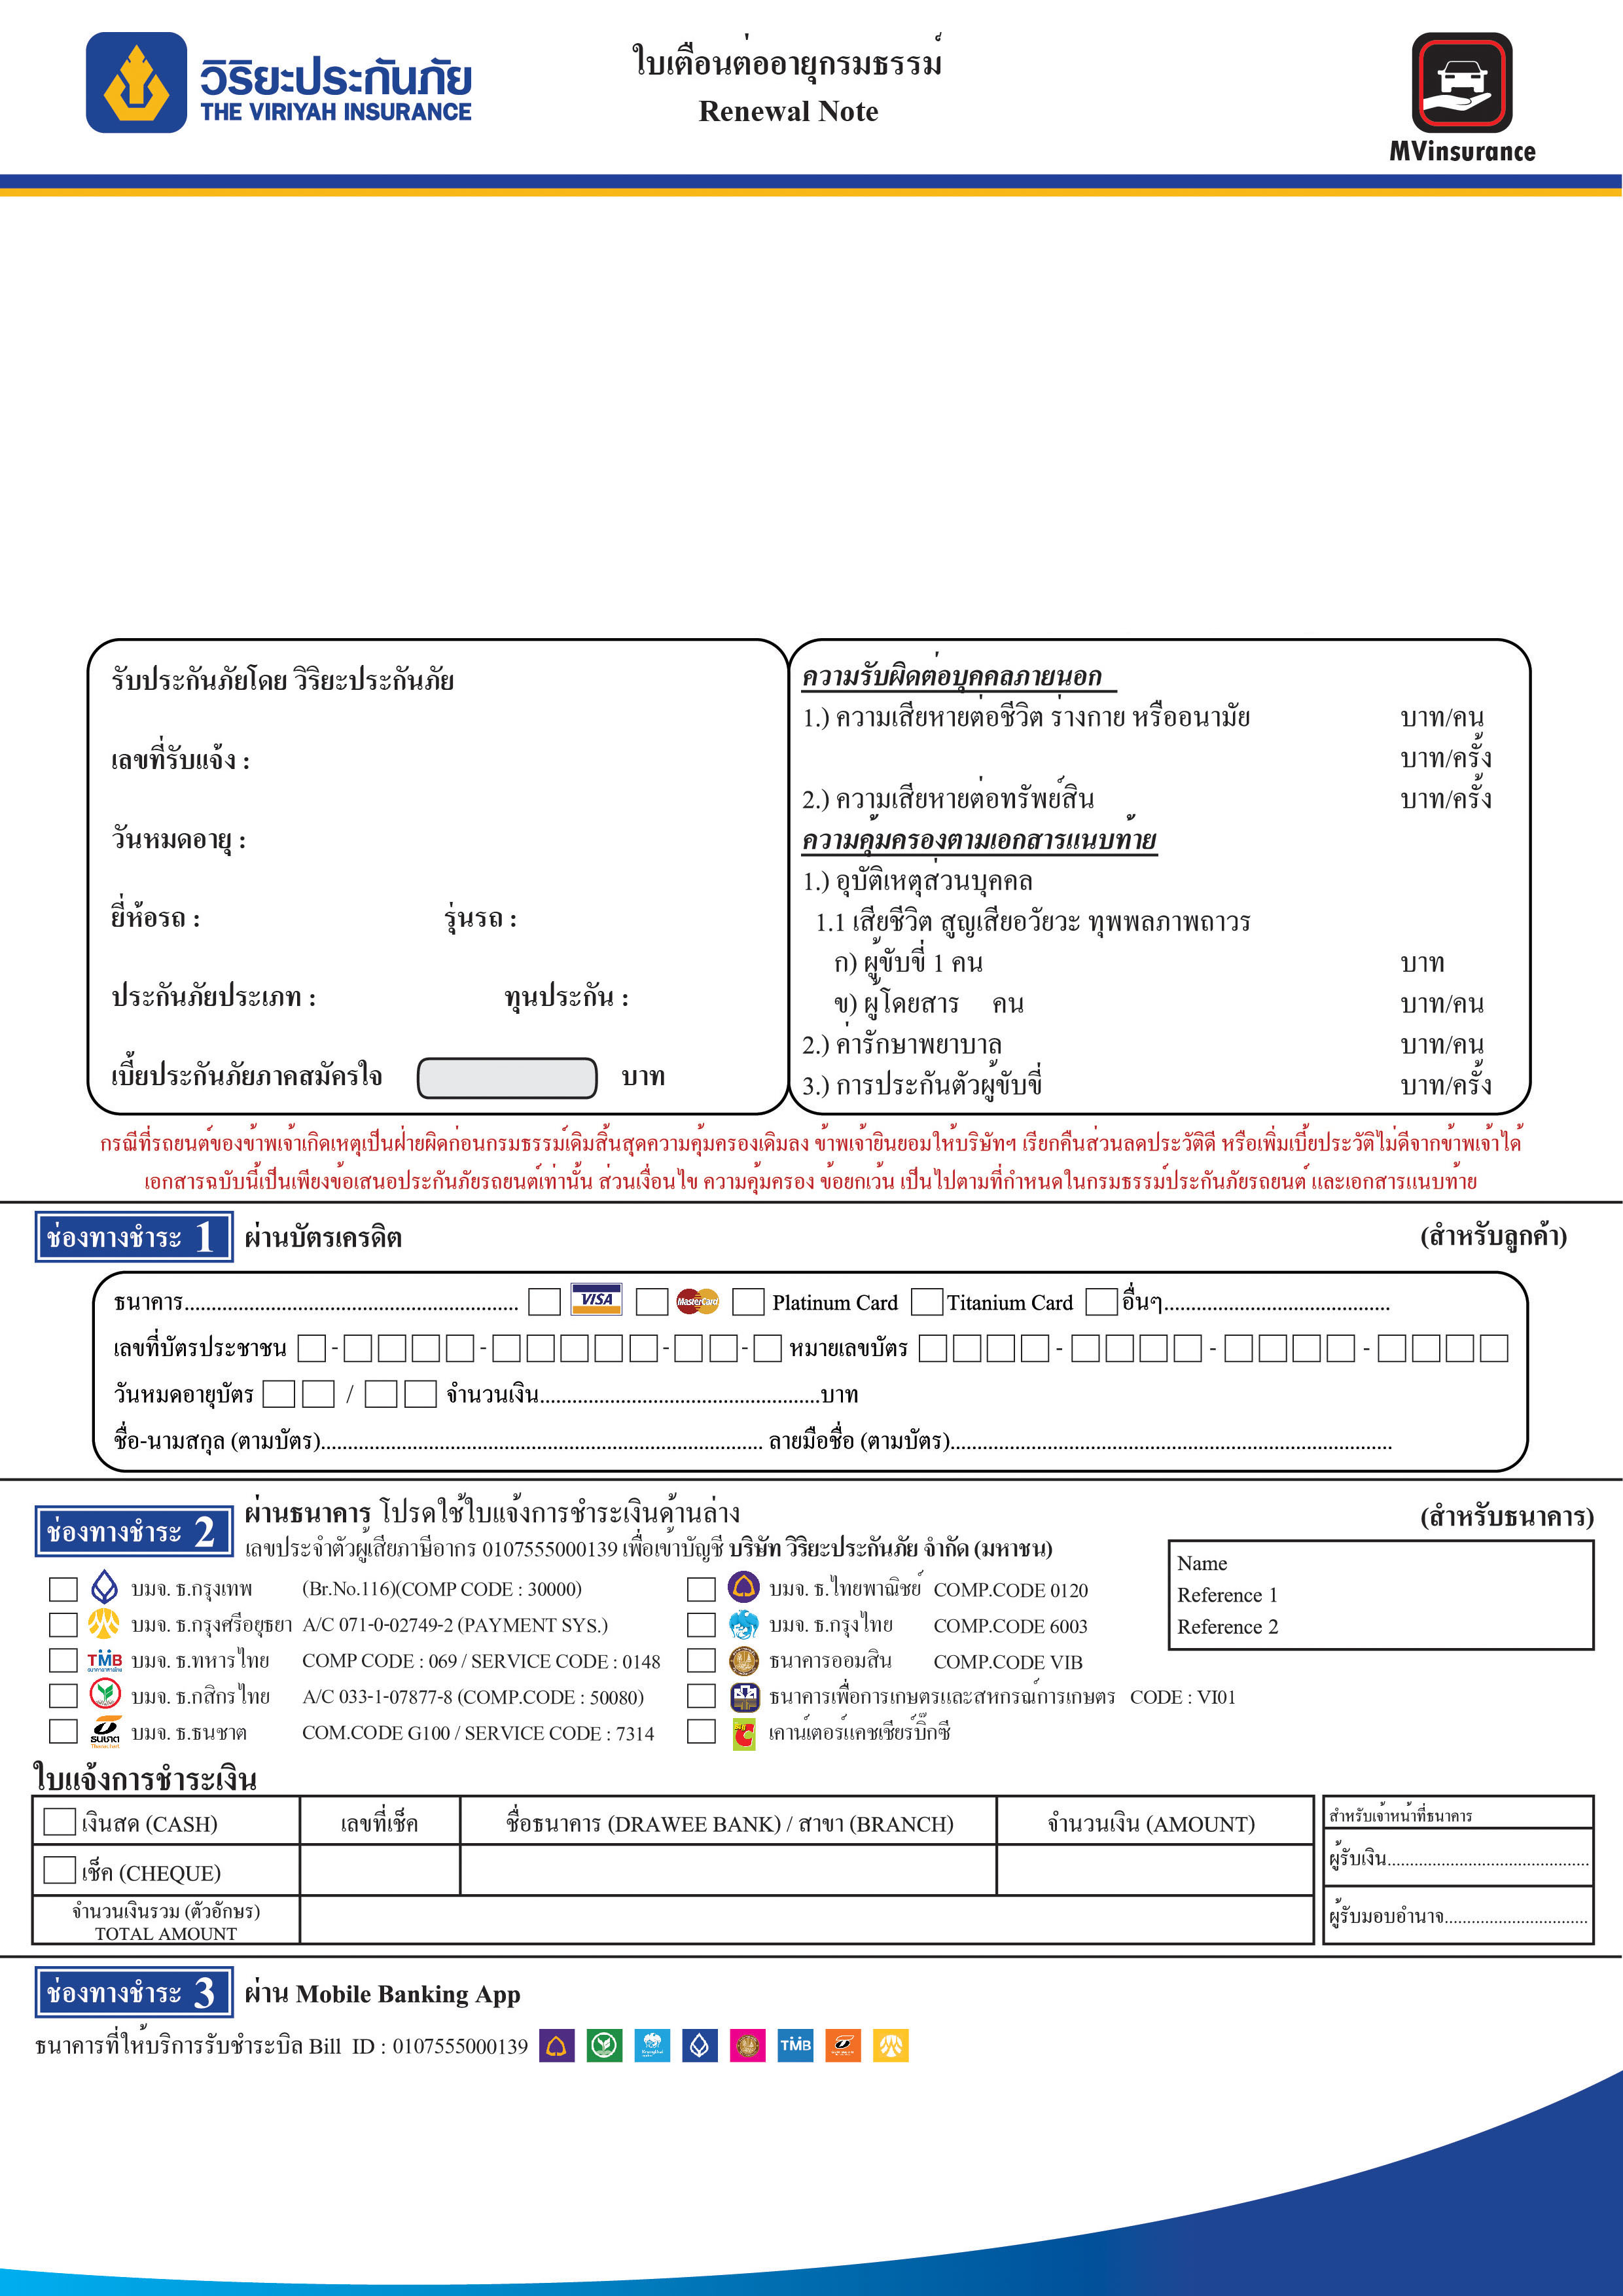 วิริยะประกันภัย
THE VIRIYAH INSURANCE
ใบเตือนต่ออายุกรมธรรม์
Renewal Note
MVinsurance
รับประกันภัยโดย วิริยะประกันภัย
เลขที่รับแจ้ง :
วันหมดอายุ :
ยี่ห้อรถ : รุ่นรถ :
ประกันภัยประเภท : ทุนประกัน :
เบี้ยประกันภัยภาคสมัครใจ บาท
ความรับผิดต่อบุคคลภายนอก
1.) ความเสียหายต่อชีวิต ร่างกาย หรืออนามัย บาท/คน
บาท/ครั้ง
2.) ความเสียหายต่อทรัพย์สิน บาท/ครั้ง
ความคุ้มครองตามเอกสารแนบท้าย
1.) อุบัติเหตุส่วนบุคคล
1.1 เสียชีวิต สูญเสียอวัยวะ ทุพพลภาพถาวร
ก) ผู้ขับขี่ 1 คน บาท
ข) ผู้โดยสาร คน บาท/คน
2.) ค่ารักษาพยาบาล บาท/คน
3.) การประกันตัวผู้ขับขี่ บาท/ครั้ง
กรณีที่รถยนต์ของข้าพเจ้าเกิดเหตุเป็นฝ่ายผิดก่อนกรมธรรม์เดิมสิ้นสุดความคุ้มครองเดิมลง ข้าพเจ้ายินยอมให้บริษัทฯ เรียกคืนส่วนลดประวัติดี หรือเพิ่มเบี้ยประวัติไม่ดีจากข้าพเจ้าได้
เอกสารฉบับนี้เป็นเพียงข้อเสนอประกันภัยรถยนต์เท่านั้น ส่วนเงื่อนไข ความคุ้มครอง ข้อยกเว้น เป็นไปตามที่กำหนดในกรมธรรม์ประกันภัยรถยนต์ และเอกสารแนบท้าย
ช่องทางชำระ 1 ผ่านบัตรเครดิต (สำหรับลูกค้า)
ธนาคาร............................................................... VISA MasterCard Platinum Card Titanium Card อื่นๆ...........................................
เลขที่บัตรประชาชน - - - - หมายเลขบัตร - - -
วันหมดอายุบัตร / จำนวนเงิน.....................................................บาท
ชื่อ-นามสกุล (ตามบัตร)................................................................................... ลายมือชื่อ (ตามบัตร)...................................................................................
ช่องทางชำระ 2 ผ่านธนาคาร โปรดใช้ใบแจ้งการชำระเงินด้านล่าง (สำหรับธนาคาร)
เลขประจำตัวผู้เสียภาษีอากร 0107555000139 เพื่อเข้าบัญชี บริษัท วิริยะประกันภัย จำกัด (มหาชน)
Name
Reference 1
Reference 2
บมจ. ธ.กรุงเทพ (Br.No.116)(COMP CODE : 30000)
บมจ. ธ.กรุงศรีอยุธยา A/C 071-0-02749-2 (PAYMENT SYS.)
TMB บมจ. ธ.ทหารไทย COMP CODE : 069 / SERVICE CODE : 0148
บมจ. ธ.กสิกรไทย A/C 033-1-07877-8 (COMP.CODE : 50080)
ธนชาต บมจ. ธ.ธนชาต COM.CODE G100 / SERVICE CODE : 7314
บมจ. ธ.ไทยพาณิชย์ COMP.CODE 0120
บมจ. ธ.กรุงไทย COMP.CODE 6003
ธนาคารออมสิน COMP.CODE VIB
ธนาคารเพื่อการเกษตรและสหกรณ์การเกษตร CODE : VI01
เคาน์เตอร์แคชเชียร์บิ๊กซี
ใบแจ้งการชำระเงิน
เงินสด (CASH) เลขที่เช็ค ชื่อธนาคาร (DRAWEE BANK) / สาขา (BRANCH) จำนวนเงิน (AMOUNT)
เช็ค (CHEQUE)
จำนวนเงินรวม (ตัวอักษร)
TOTAL AMOUNT
สำหรับเจ้าหน้าที่ธนาคาร
ผู้รับเงิน...........................................
ผู้รับมอบอำนาจ..............................
ช่องทางชำระ 3 ผ่าน Mobile Banking App
ธนาคารที่ให้บริการรับชำระบิล Bill ID : 0107555000139 TMB